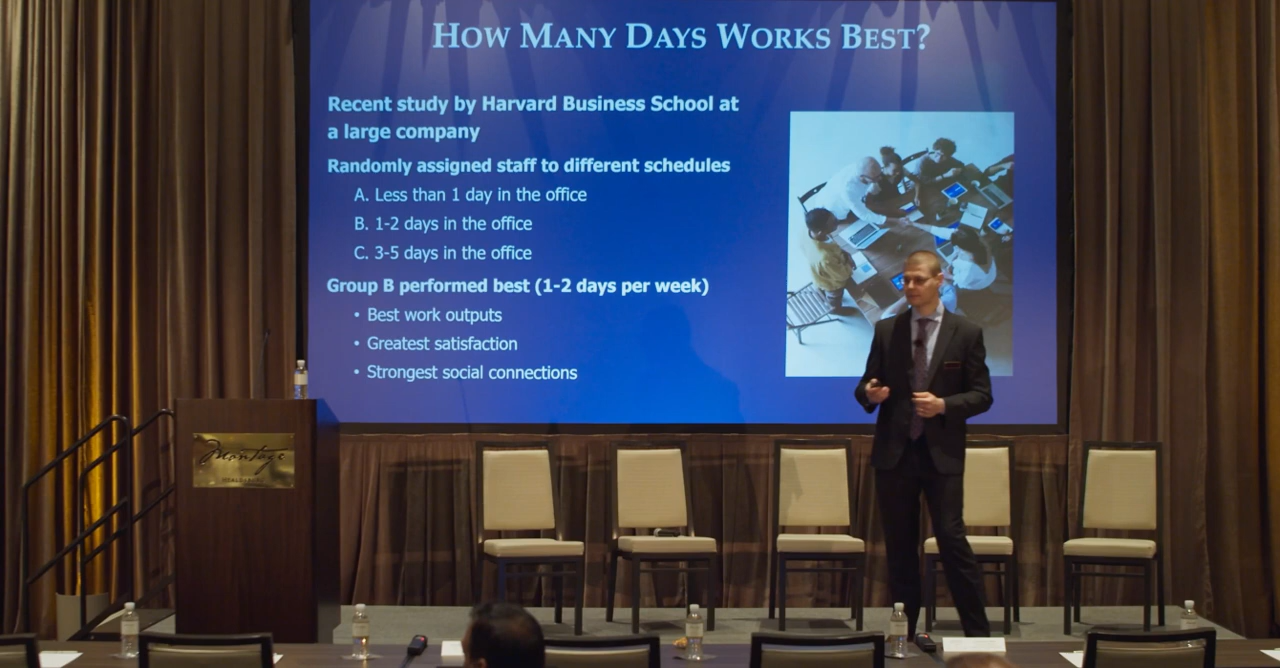 HOW MANY DAYS WORKS BEST?
Recent study by Harvard Business School at
a large company
Randomly assigned staff to different schedules
A. Less than 1 day in the office
B. 1-2 days in the office
C. 3-5 days in the office
Group B performed best (1-2 days per week)
• Best work outputs
• Greatest satisfaction
• Strongest social connections
Montage